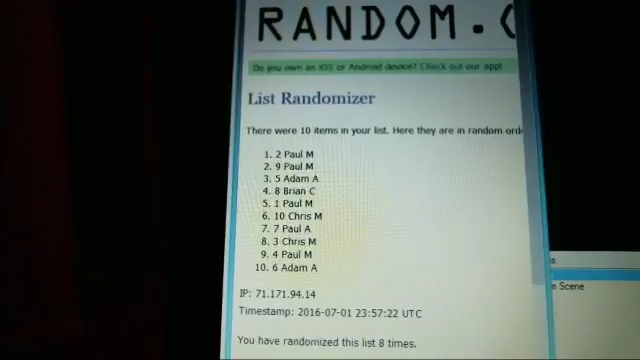 RANDOM.
Do you own an iOS or Android device? Check out our app!
List Randomizer
There were 10 items in your list. Here they are in random
1. 2 Paul M
2. 9 Paul M
3. 5 Adam A
4. 8 Brian C
5. 1 Paul M
6. 10 Chris M
7. 7 Paul A
8. 3 Chris M
9. 4 Paul M
10. 6 Adam A
IP: 71.171.94.14
Timestamp: 2016-07-01 23:57:22 UTC
You have randomized this list 8 times.
Scene